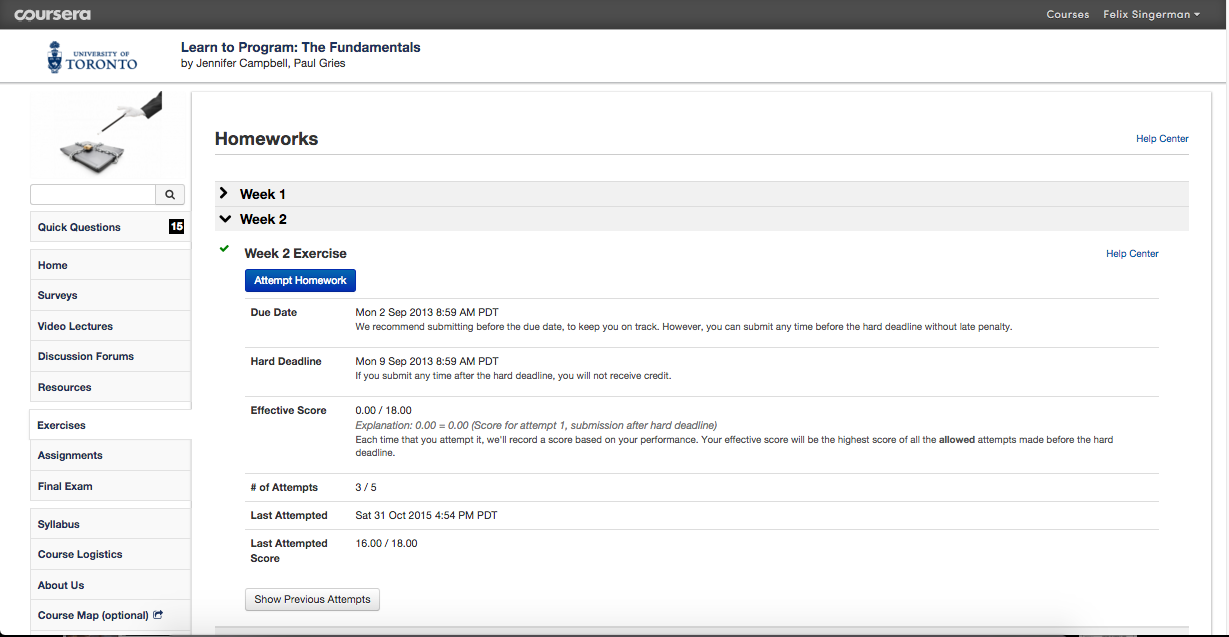 coursera
Courses Felix Singerman
UNIVERSITY OF
TORONTO
Learn to Program: The Fundamentals
by Jennifer Campbell, Paul Gries
Quick Questions 15
Home
Surveys
Video Lectures
Discussion Forums
Resources
Exercises
Assignments
Final Exam
Syllabus
Course Logistics
About Us
Course Map (optional)
Homeworks
Help Center
Week 1
Week 2
Week 2 Exercise
Help Center
Attempt Homework
Due Date Mon 2 Sep 2013 8:59 AM PDT
We recommend submitting before the due date, to keep you on track. However, you can submit any time before the hard deadline without late penalty.
Hard Deadline Mon 9 Sep 2013 8:59 AM PDT
If you submit any time after the hard deadline, you will not receive credit.
Effective Score 0.00 / 18.00
Explanation: 0.00 = 0.00 (Score for attempt 1, submission after hard deadline)
Each time that you attempt it, we'll record a score based on your performance. Your effective score will be the highest score of all the allowed attempts made before the hard
deadline.
# of Attempts 3 / 5
Last Attempted Sat 31 Oct 2015 4:54 PM PDT
Last Attempted 16.00 / 18.00
Score
Show Previous Attempts